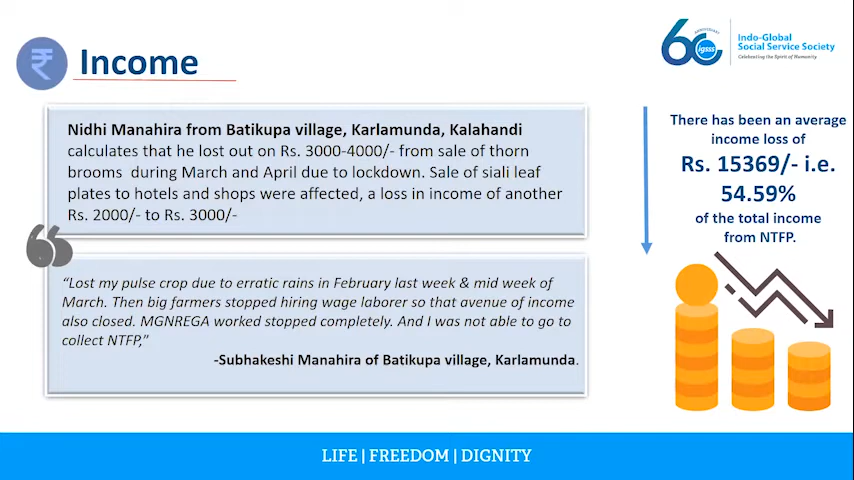 ₹ Income
ANNIVERSARY
60
igsss
Indo-Global
Social Service Society
Celebrating the Spirit of Humanity
Nidhi Manahira from Batikupa village, Karlamunda, Kalahandi
calculates that he lost out on Rs. 3000-4000/- from sale of thorn
brooms during March and April due to lockdown. Sale of siali leaf
plates to hotels and shops were affected, a loss in income of another
Rs. 2000/- to Rs. 3000/-
“Lost my pulse crop due to erratic rains in February last week & mid week of
March. Then big farmers stopped hiring wage laborer so that avenue of income
also closed. MGNREGA worked stopped completely. And I was not able to go to
collect NTFP,”
-Subhakeshi Manahira of Batikupa village, Karlamunda.
There has been an average
income loss of
Rs. 15369/- i.e.
54.59%
of the total income
from NTFP.
LIFE | FREEDOM | DIGNITY